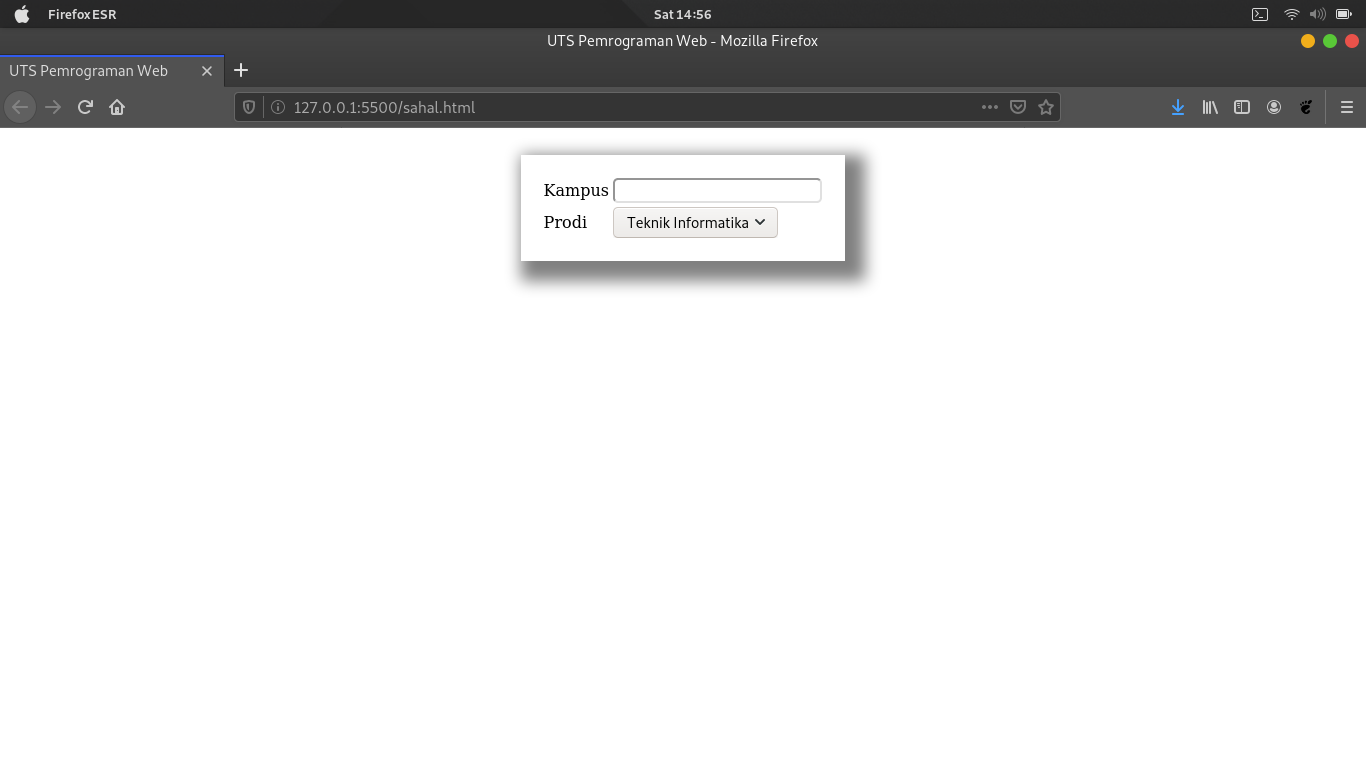 Firefox ESR
Sat 14:56
UTS Pemrograman Web - Mozilla Firefox
UTS Pemrograman Web
127.0.0.1:5500/sahal.html
Kampus
Prodi Teknik Informatika